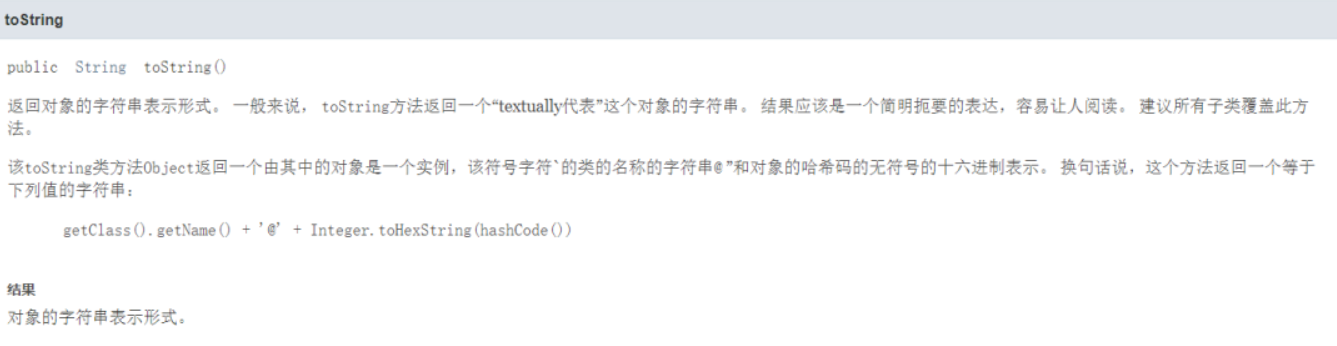 toString
public String toString()
返回对象的字符串表示形式。 一般来说， toString方法返回一个“textually代表”这个对象的字符串。 结果应该是一个简明扼要的表达，容易让人阅读。 建议所有子类覆盖此方
法。
该toString类方法Object返回一个由其中的对象是一个实例，该符号字符`的类的名称的字符串@ ”和对象的哈希码的无符号的十六进制表示。 换句话说，这个方法返回一个等于
下列值的字符串：
getClass().getName() + '@' + Integer.toHexString(hashCode())
结果
对象的字符串表示形式。